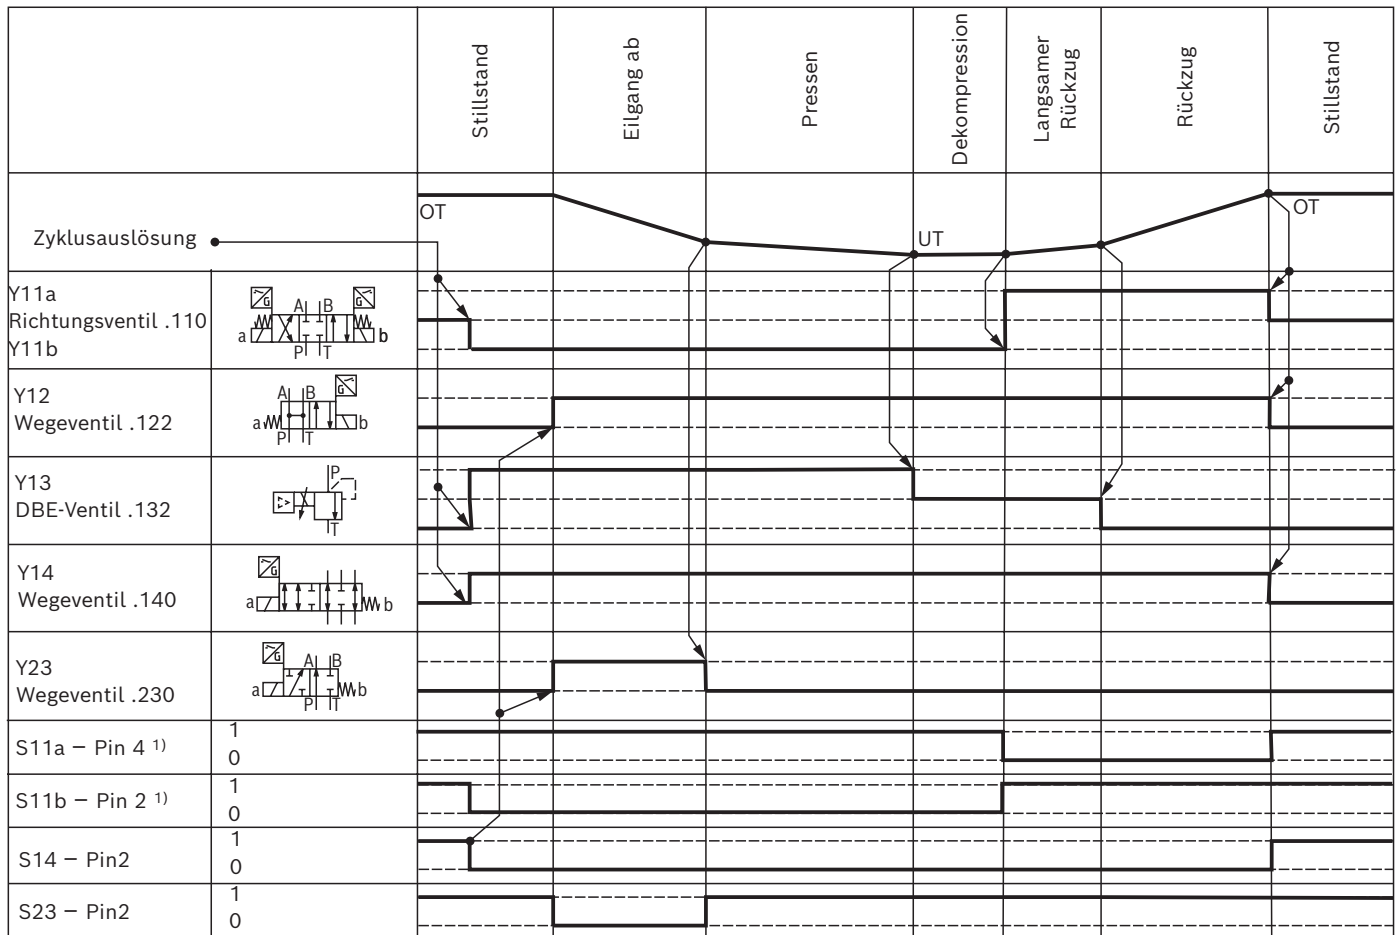 Stillstand
Eilgang ab
Pressen
Dekompression
Langsamer
Rückzug
Rückzug
Stillstand
OT
UT
OT
Zyklusauslösung
Y11a
Richtungsventil .110
Y11b
A B
a b
P T
Y12
Wegeventil .122
A B
a b
P T
Y13
DBE-Ventil .132
P
T
Y14
Wegeventil .140
a b
Y23
Wegeventil .230
A B
a b
P T
S11a – Pin 4 1)
1
0
S11b – Pin 2 1)
1
0
S14 – Pin2
1
0
S23 – Pin2
1
0